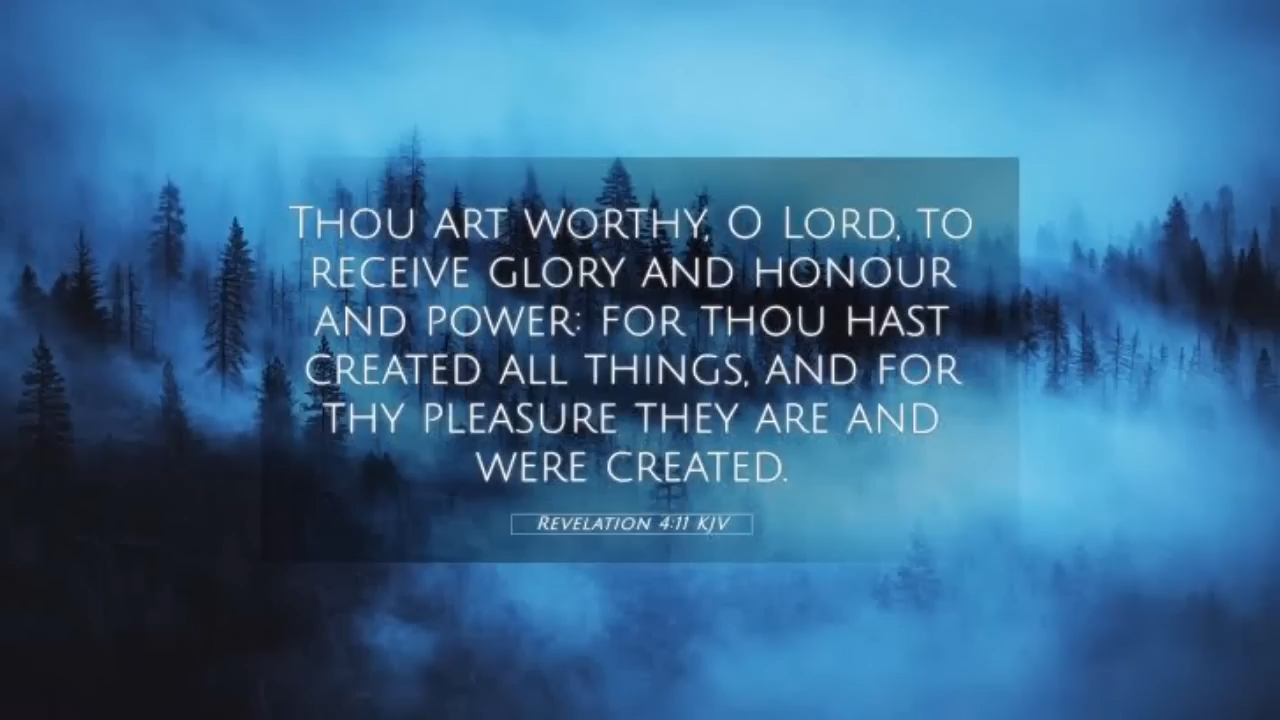 Thou art worthy, O Lord, to
receive glory and honour
and power: for thou hast
created all things, and for
thy pleasure they are and
were created.
Revelation 4:11 KJV